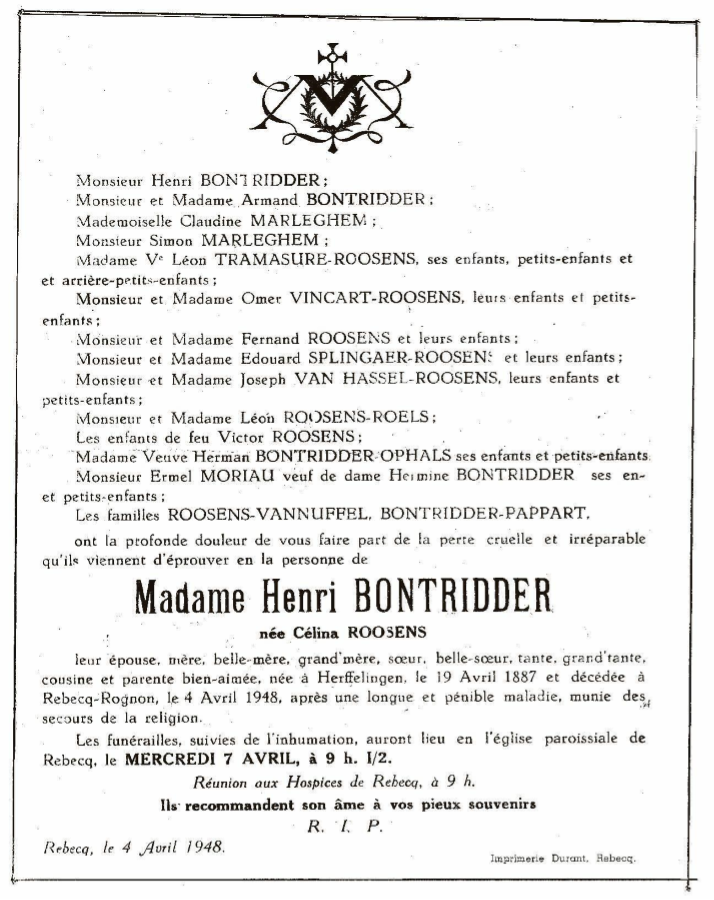 Monsieur Henri BONTRIDDER ;
Monsieur et Madame Armand BONTRIDDER ;
Mademoiselle Claudine MARLEGHEM ;
Monsieur Simon MARLEGHEM ;
Madame Vᵉ Léon TRAMASURE-ROOSENS, ses enfants, petits-enfants et
et arrière-petits-enfants ;
Monsieur et Madame Omer VINCART-ROOSENS, leurs enfants et petits-
enfants ;
Monsieur et Madame Fernand ROOSENS et leurs enfants ;
Monsieur et Madame Edouard SPLINGAER-ROOSENS et leurs enfants ;
Monsieur et Madame Joseph VAN HASSEL-ROOSENS, leurs enfants et
petits-enfants ;
Monsieur et Madame Léon ROOSENS-ROELS ;
Les enfants de feu Victor ROOSENS ;
Madame Veuve Herman BONTRIDDER-OPHALS ses enfants et petits-enfants
Monsieur Ermel MORIAU veuf de dame Hermine BONTRIDDER ses en-
et petits-enfants ;
Les familles ROOSENS-VANNUFFEL, BONTRIDDER-PAPPART,
ont la profonde douleur de vous faire part de la perte cruelle et irréparable
qu'ils viennent d'éprouver en la personne de
Madame Henri BONTRIDDER
née Célina ROOSENS
leur épouse, mère, belle-mère, grand'mère, sœur, belle-sœur, tante, grand'tante,
cousine et parente bien-aimée, née à Herffelingen, le 19 Avril 1887 et décédée à
Rebecq-Rognon, le 4 Avril 1948, après une longue et pénible maladie, munie des
secours de la religion.
Les funérailles, suivies de l'inhumation, auront lieu en l'église paroissiale de
Rebecq, le MERCREDI 7 AVRIL, à 9 h. 1/2.
Réunion aux Hospices de Rebecq, à 9 h.
Ils recommandent son âme à vos pieux souvenirs
R. I. P.
Rebecq, le 4 Avril 1948.
Imprimerie Durant, Rebecq.